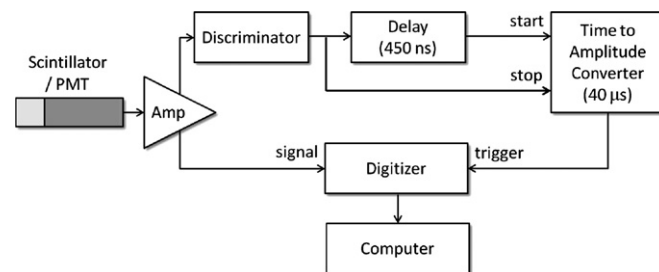 Scintillator
/ PMT
Amp
Discriminator
Delay
(450 ns)
start
stop
Time to
Amplitude
Converter
(40 µs)
signal
Digitizer
trigger
Computer